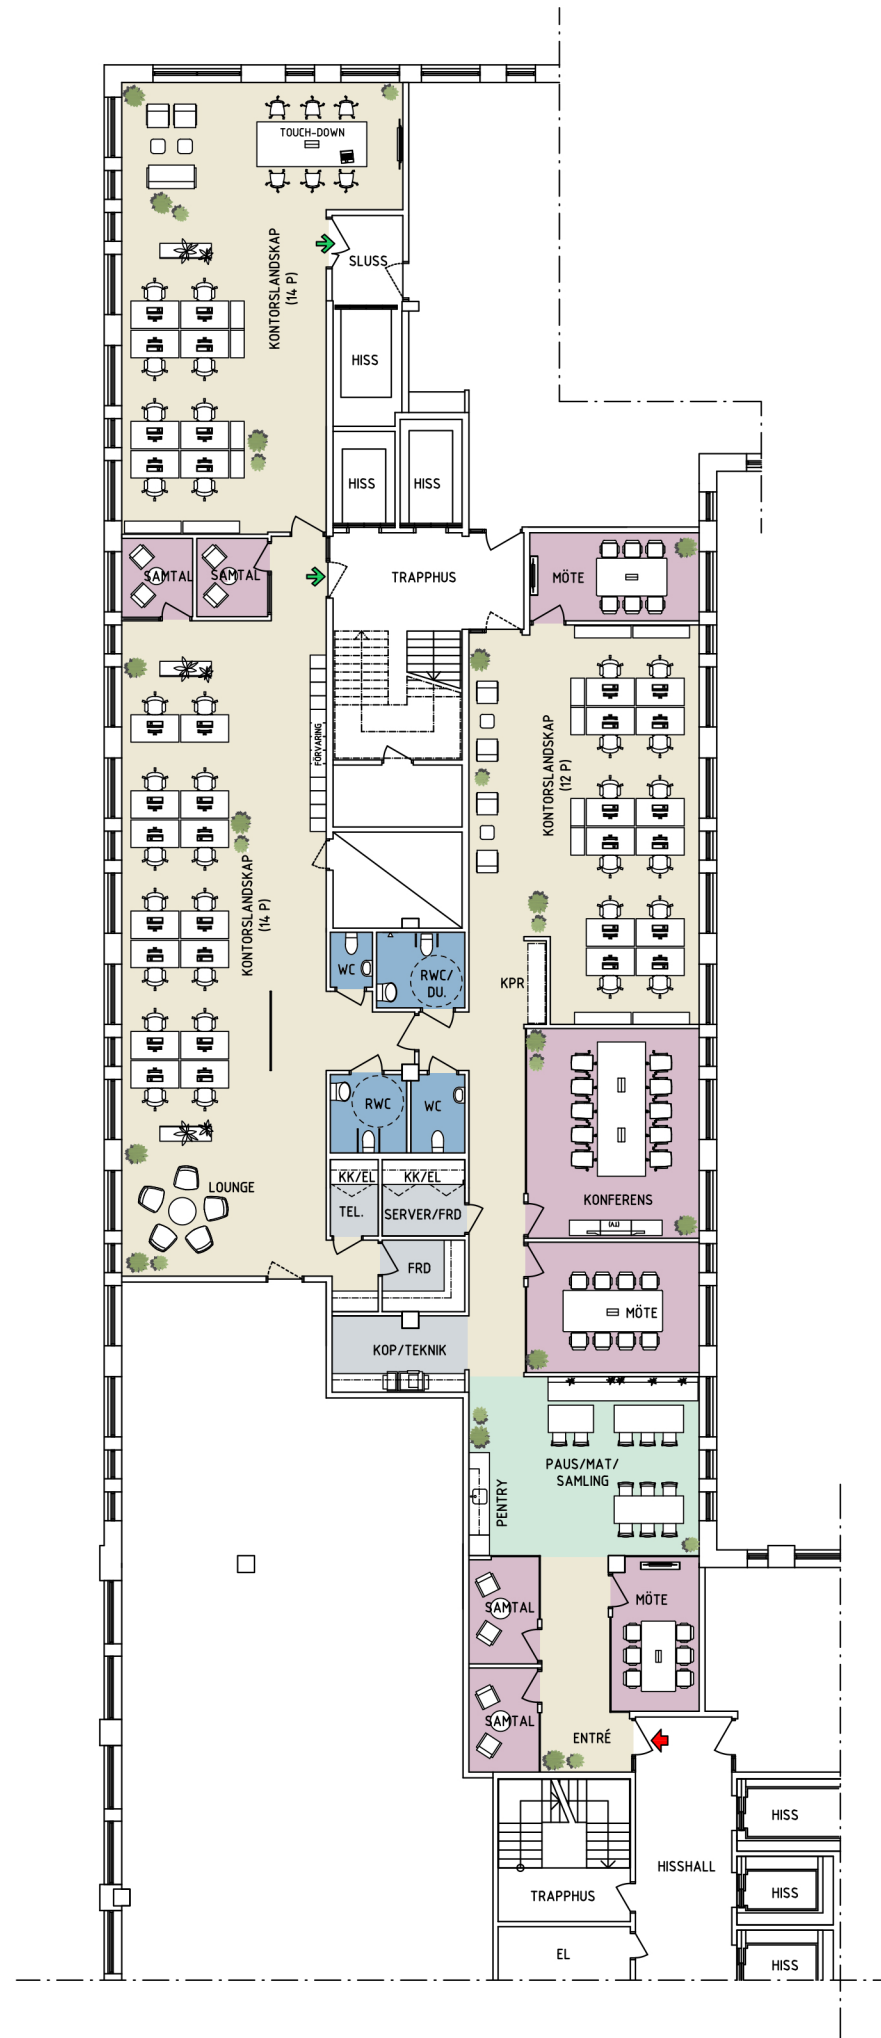 TOUCH-DOWN
KONTORSLANDSKAP
(14 P)
SLUSS
HISS
HISS
HISS
SAMTAL
SAMTAL
TRAPPHUS
MÖTE
FÖRVARING
KONTORSLANDSKAP
(12 P)
KONTORSLANDSKAP
(14 P)
WC
RWC/
DU.
KPR
RWC
WC
LOUNGE
KK/EL
KK/EL
TEL.
SERVER/FRD
KONFERENS
(TV)
FRD
MÖTE
KOP/TEKNIK
PAUS/MAT/
SAMLING
PENTRY
SAMTAL
MÖTE
SAMTAL
ENTRÉ
HISS
HISSHALL
TRAPPHUS
HISS
EL
HISS